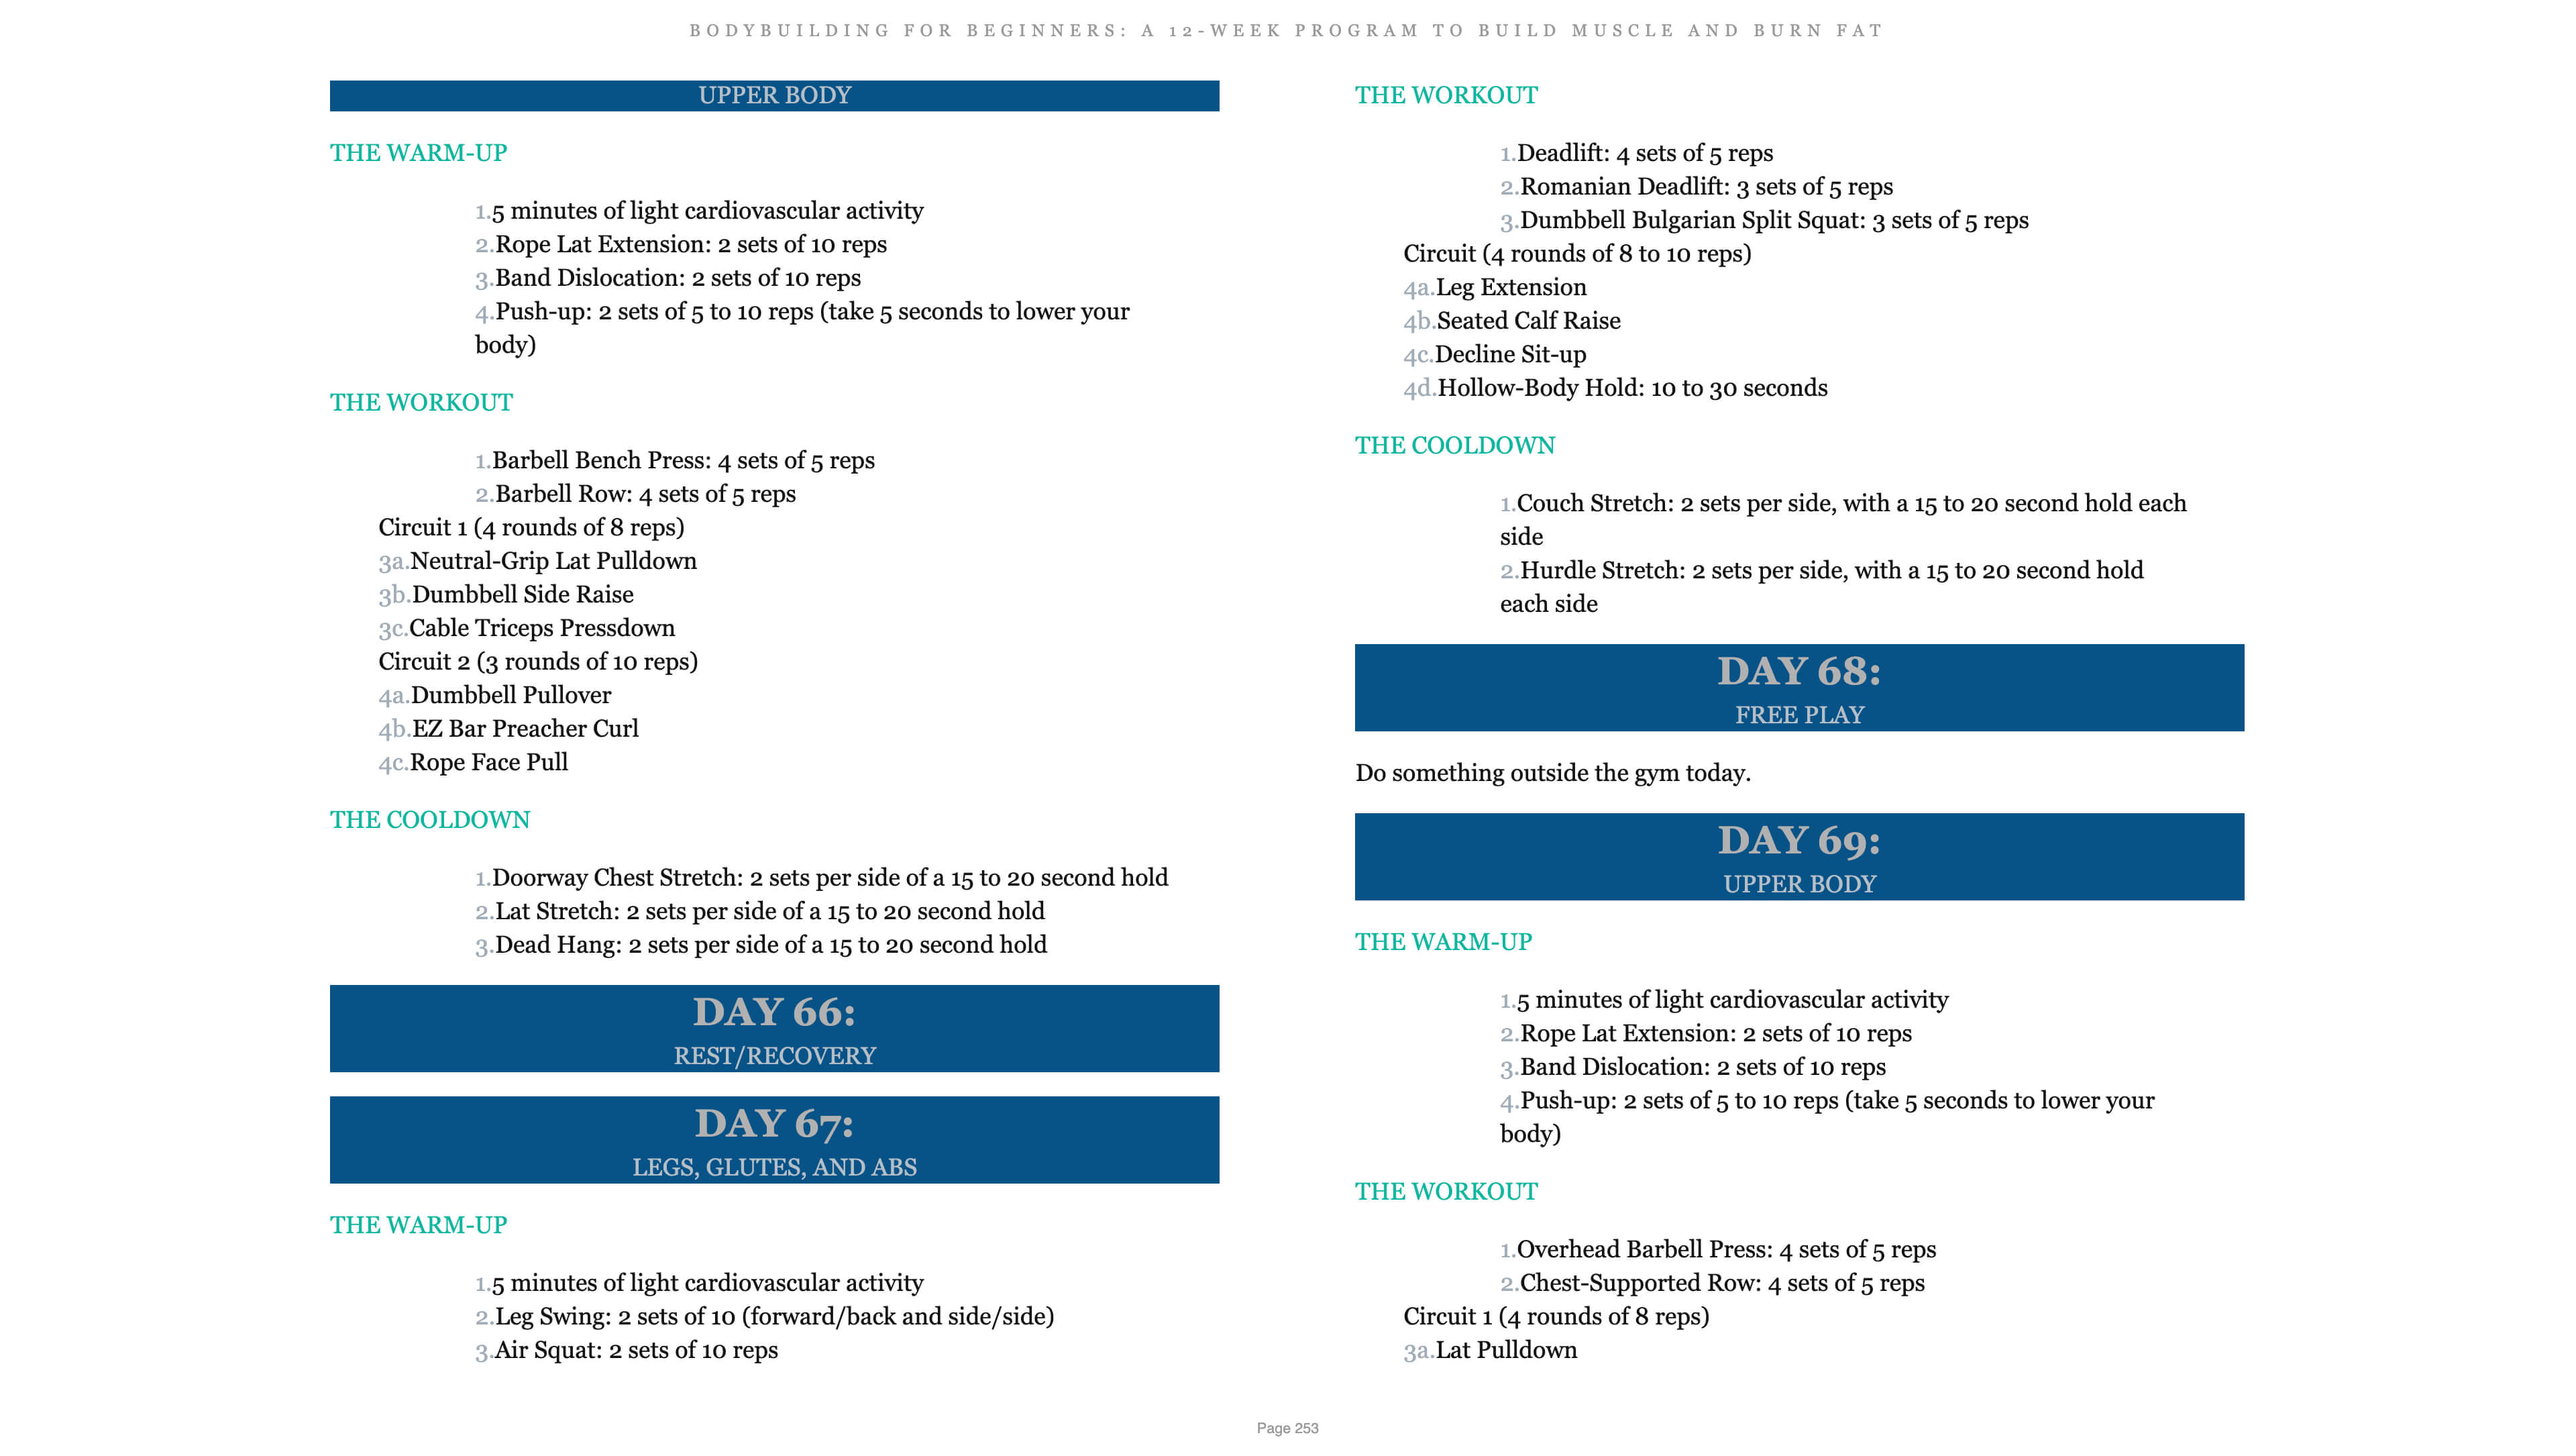 BODYBUILDING FOR BEGINNERS: A 12-WEEK PROGRAM TO BUILD MUSCLE AND BURN FAT
UPPER BODY
THE WARM-UP
1.5 minutes of light cardiovascular activity
2.Rope Lat Extension: 2 sets of 10 reps
3.Band Dislocation: 2 sets of 10 reps
4.Push-up: 2 sets of 5 to 10 reps (take 5 seconds to lower your
body)
THE WORKOUT
1.Barbell Bench Press: 4 sets of 5 reps
2.Barbell Row: 4 sets of 5 reps
Circuit 1 (4 rounds of 8 reps)
3a.Neutral-Grip Lat Pulldown
3b.Dumbbell Side Raise
3c.Cable Triceps Pressdown
Circuit 2 (3 rounds of 10 reps)
4a.Dumbbell Pullover
4b.EZ Bar Preacher Curl
4c.Rope Face Pull
THE COOLDOWN
1.Doorway Chest Stretch: 2 sets per side of a 15 to 20 second hold
2.Lat Stretch: 2 sets per side of a 15 to 20 second hold
3.Dead Hang: 2 sets per side of a 15 to 20 second hold
DAY 66:
REST/RECOVERY
DAY 67:
LEGS, GLUTES, AND ABS
THE WARM-UP
1.5 minutes of light cardiovascular activity
2.Leg Swing: 2 sets of 10 (forward/back and side/side)
3.Air Squat: 2 sets of 10 reps
THE WORKOUT
1.Deadlift: 4 sets of 5 reps
2.Romanian Deadlift: 3 sets of 5 reps
3.Dumbbell Bulgarian Split Squat: 3 sets of 5 reps
Circuit (4 rounds of 8 to 10 reps)
4a.Leg Extension
4b.Seated Calf Raise
4c.Decline Sit-up
4d.Hollow-Body Hold: 10 to 30 seconds
THE COOLDOWN
1.Couch Stretch: 2 sets per side, with a 15 to 20 second hold each
side
2.Hurdle Stretch: 2 sets per side, with a 15 to 20 second hold
each side
DAY 68:
FREE PLAY
Do something outside the gym today.
DAY 69:
UPPER BODY
THE WARM-UP
1.5 minutes of light cardiovascular activity
2.Rope Lat Extension: 2 sets of 10 reps
3.Band Dislocation: 2 sets of 10 reps
4.Push-up: 2 sets of 5 to 10 reps (take 5 seconds to lower your
body)
THE WORKOUT
1.Overhead Barbell Press: 4 sets of 5 reps
2.Chest-Supported Row: 4 sets of 5 reps
Circuit 1 (4 rounds of 8 reps)
3a.Lat Pulldown
Page 253